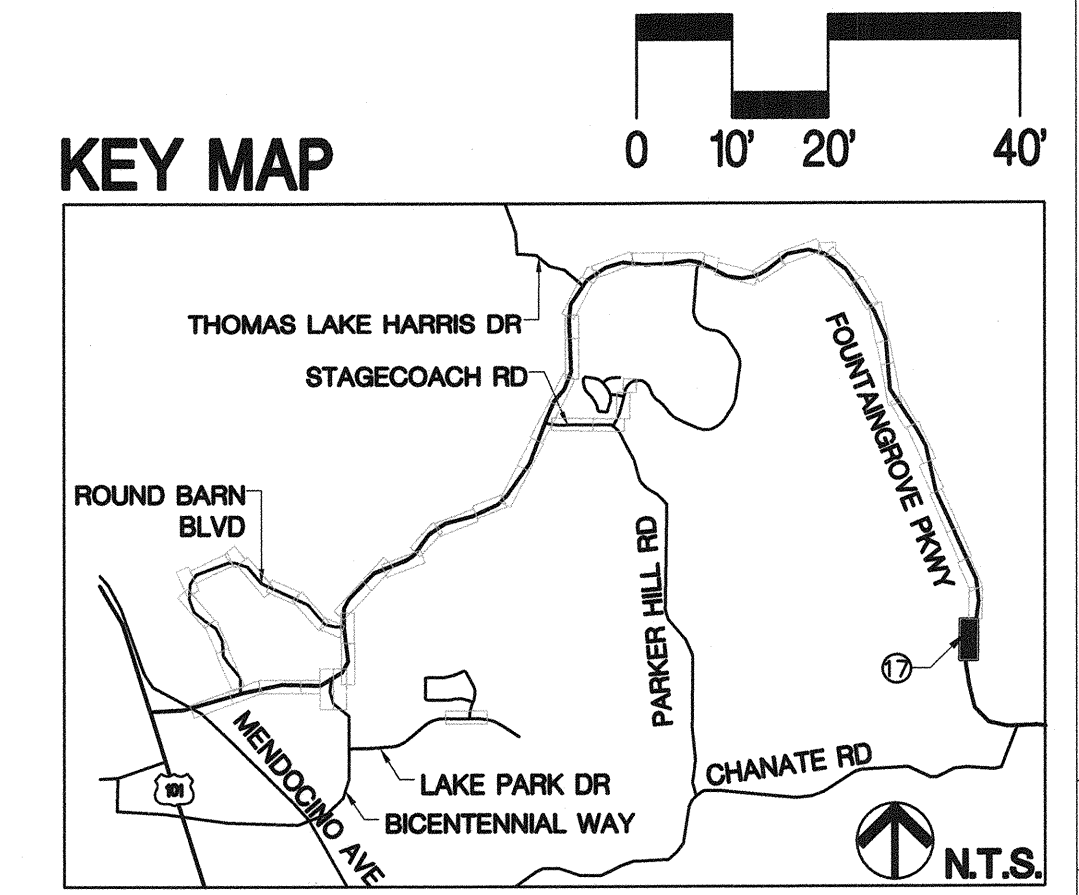 0 10' 20' 40'
KEY MAP
THOMAS LAKE HARRIS DR
STAGECOACH RD
FOUNTAINGROVE PKWY
ROUND BARN
BLVD
PARKER HILL RD
17
MENDOCINO AVE
CHANATE RD
LAKE PARK DR
101
BICENTENNIAL WAY
N.T.S.